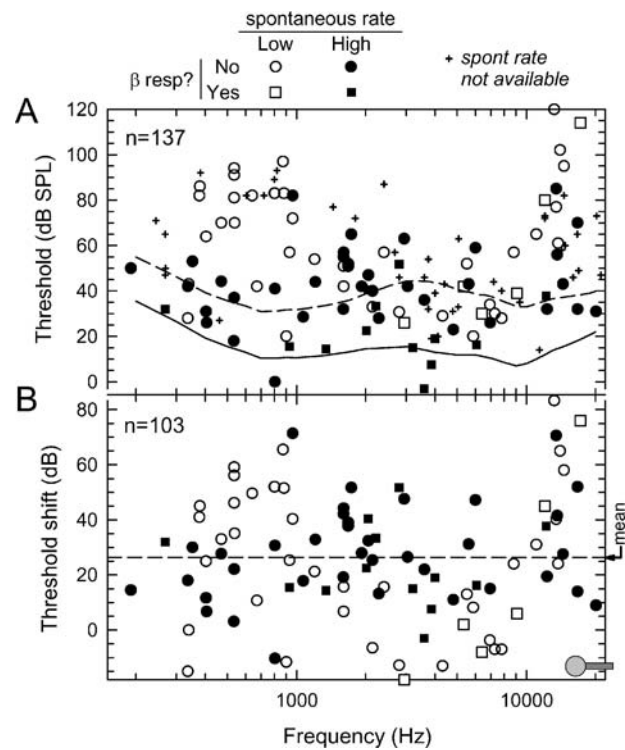 spontaneous rate
Low High
β resp? No
Yes
+ spont rate
not available
A
n=137
Threshold (dB SPL)
120
100
80
60
40
20
0
B
n=103
Threshold shift (dB)
80
60
40
20
0
mean
1000 10000
Frequency (Hz)